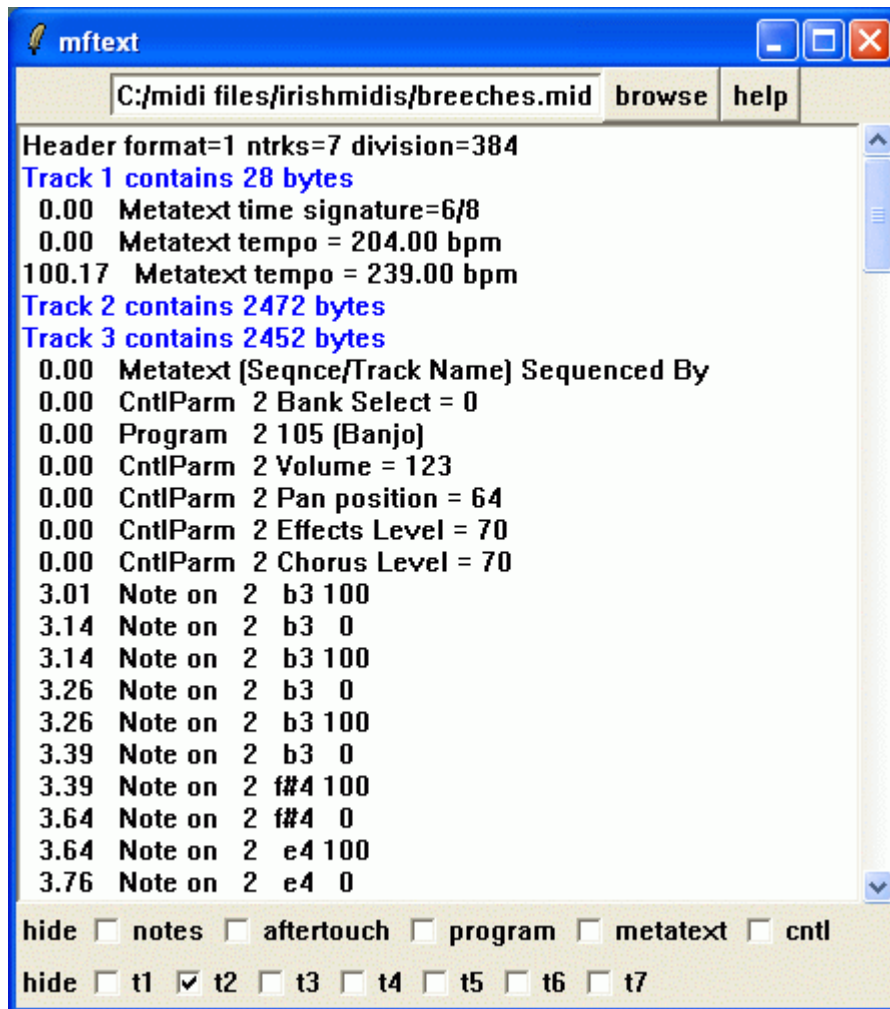 mftext
C:/midi files/irishmidis/breeches.mid browse help
Header format=1 ntrks=7 division=384
Track 1 contains 28 bytes
0.00 Metatext time signature=6/8
0.00 Metatext tempo = 204.00 bpm
100.17 Metatext tempo = 239.00 bpm
Track 2 contains 2472 bytes
Track 3 contains 2452 bytes
0.00 Metatext (Seqnce/Track Name) Sequenced By
0.00 CntlParm 2 Bank Select = 0
0.00 Program 2 105 (Banjo)
0.00 CntlParm 2 Volume = 123
0.00 CntlParm 2 Pan position = 64
0.00 CntlParm 2 Effects Level = 70
0.00 CntlParm 2 Chorus Level = 70
3.01 Note on 2 b3 100
3.14 Note on 2 b3 0
3.14 Note on 2 b3 100
3.26 Note on 2 b3 0
3.26 Note on 2 b3 100
3.39 Note on 2 b3 0
3.39 Note on 2 f#4 100
3.64 Note on 2 f#4 0
3.64 Note on 2 e4 100
3.76 Note on 2 e4 0
hide notes aftertouch program metatext cntl
hide t1 t2 t3 t4 t5 t6 t7